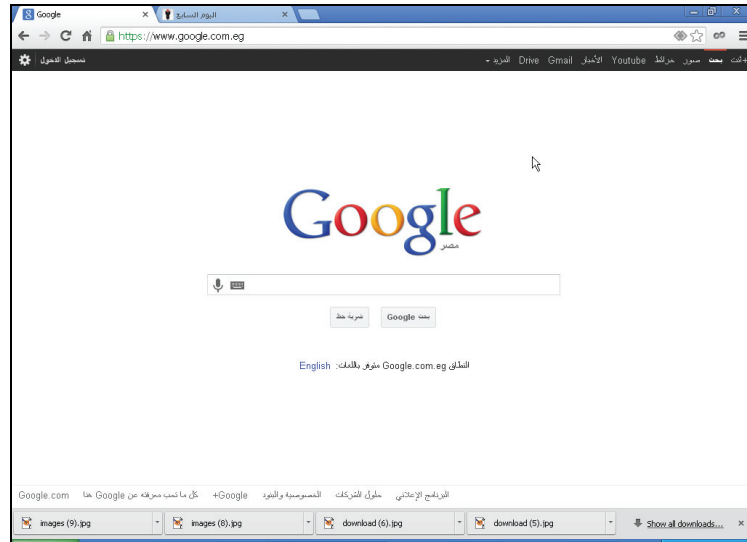 Google
اليوم السابع
https://www.google.com.eg
+أنت بحث صور خرائط Youtube الأخبار Gmail Drive المزيد
تسجيل الدخول
Google
مصر
بحث Google ضربة حظ
النطاق Google.com.eg متوفر باللغات: English
البرنامج الإعلاني حلول الشركات الخصوصية والبنود Google+ كل ما تحب معرفته عن Google هنا Google.com
images (9).jpg images (8).jpg download (6).jpg download (5).jpg Show all downloads...